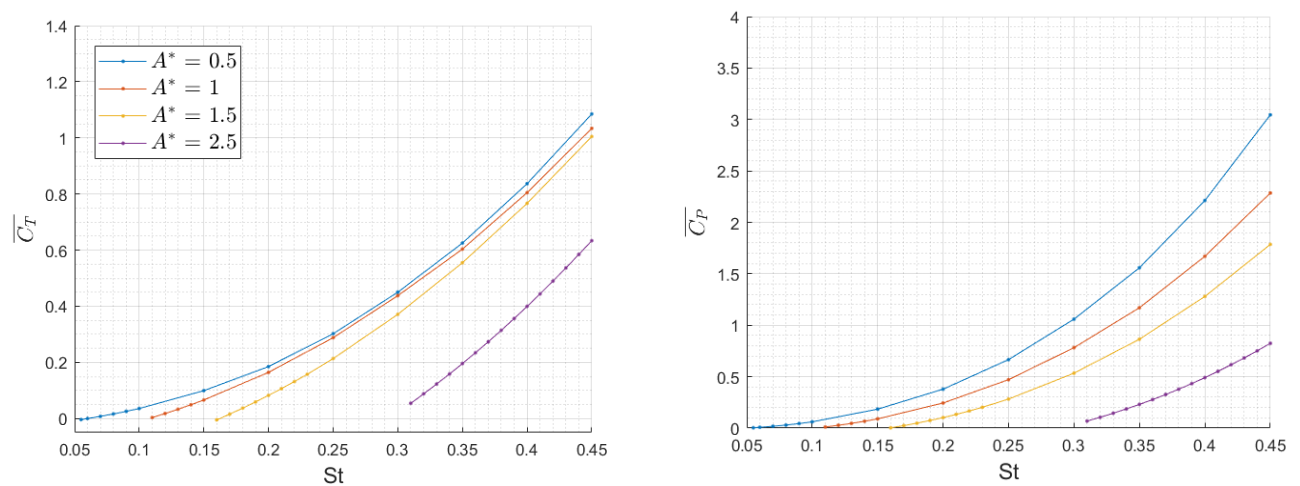 1.4
1.2
1
0.8
0.6
0.4
0.2
0
$\overline{C_T}$
A* = 0.5
A* = 1
A* = 1.5
A* = 2.5
0.05 0.1 0.15 0.2 0.25 0.3 0.35 0.4 0.45
St
4
3.5
3
2.5
2
1.5
1
0.5
0
$\overline{C_P}$
0.05 0.1 0.15 0.2 0.25 0.3 0.35 0.4 0.45
St